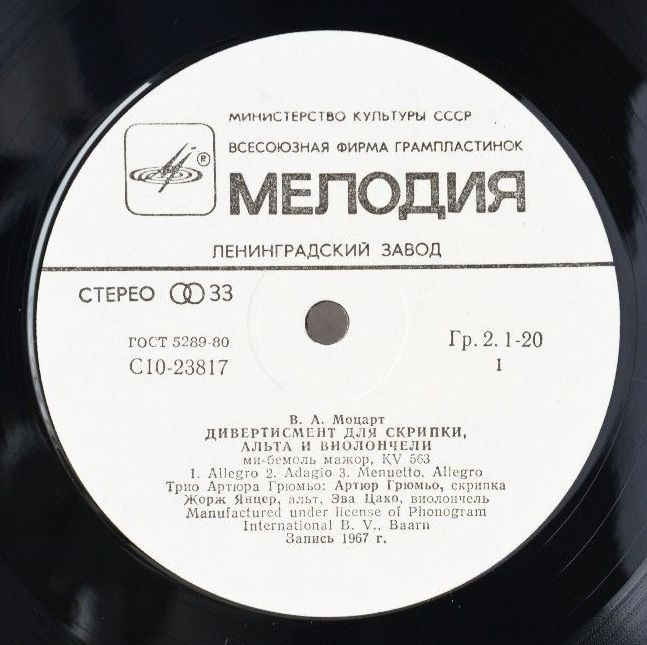 МИНИСТЕРСТВО КУЛЬТУРЫ СССР
ВСЕСОЮЗНАЯ ФИРМА ГРАМПЛАСТИНОК
®
МЕЛОДИЯ
ЛЕНИНГРАДСКИЙ ЗАВОД
СТЕРЕО 33
ГОСТ 5289-80
Гр. 2. 1-20
С10-23817
I
В. А. Моцарт
ДИВЕРТИСМЕНТ ДЛЯ СКРИПКИ,
АЛЬТА И ВИОЛОНЧЕЛИ
ми-бемоль мажор, KV 563
1. Allegro 2. Adagio 3. Menuetto. Allegro
Трио Артюра Грюмьо: Артюр Грюмьо, скрипка
Жорж Янцер, альт, Эва Цако, виолончель
Manufactured under license of Phonogram
International B. V., Baarn
Запись 1967 г.